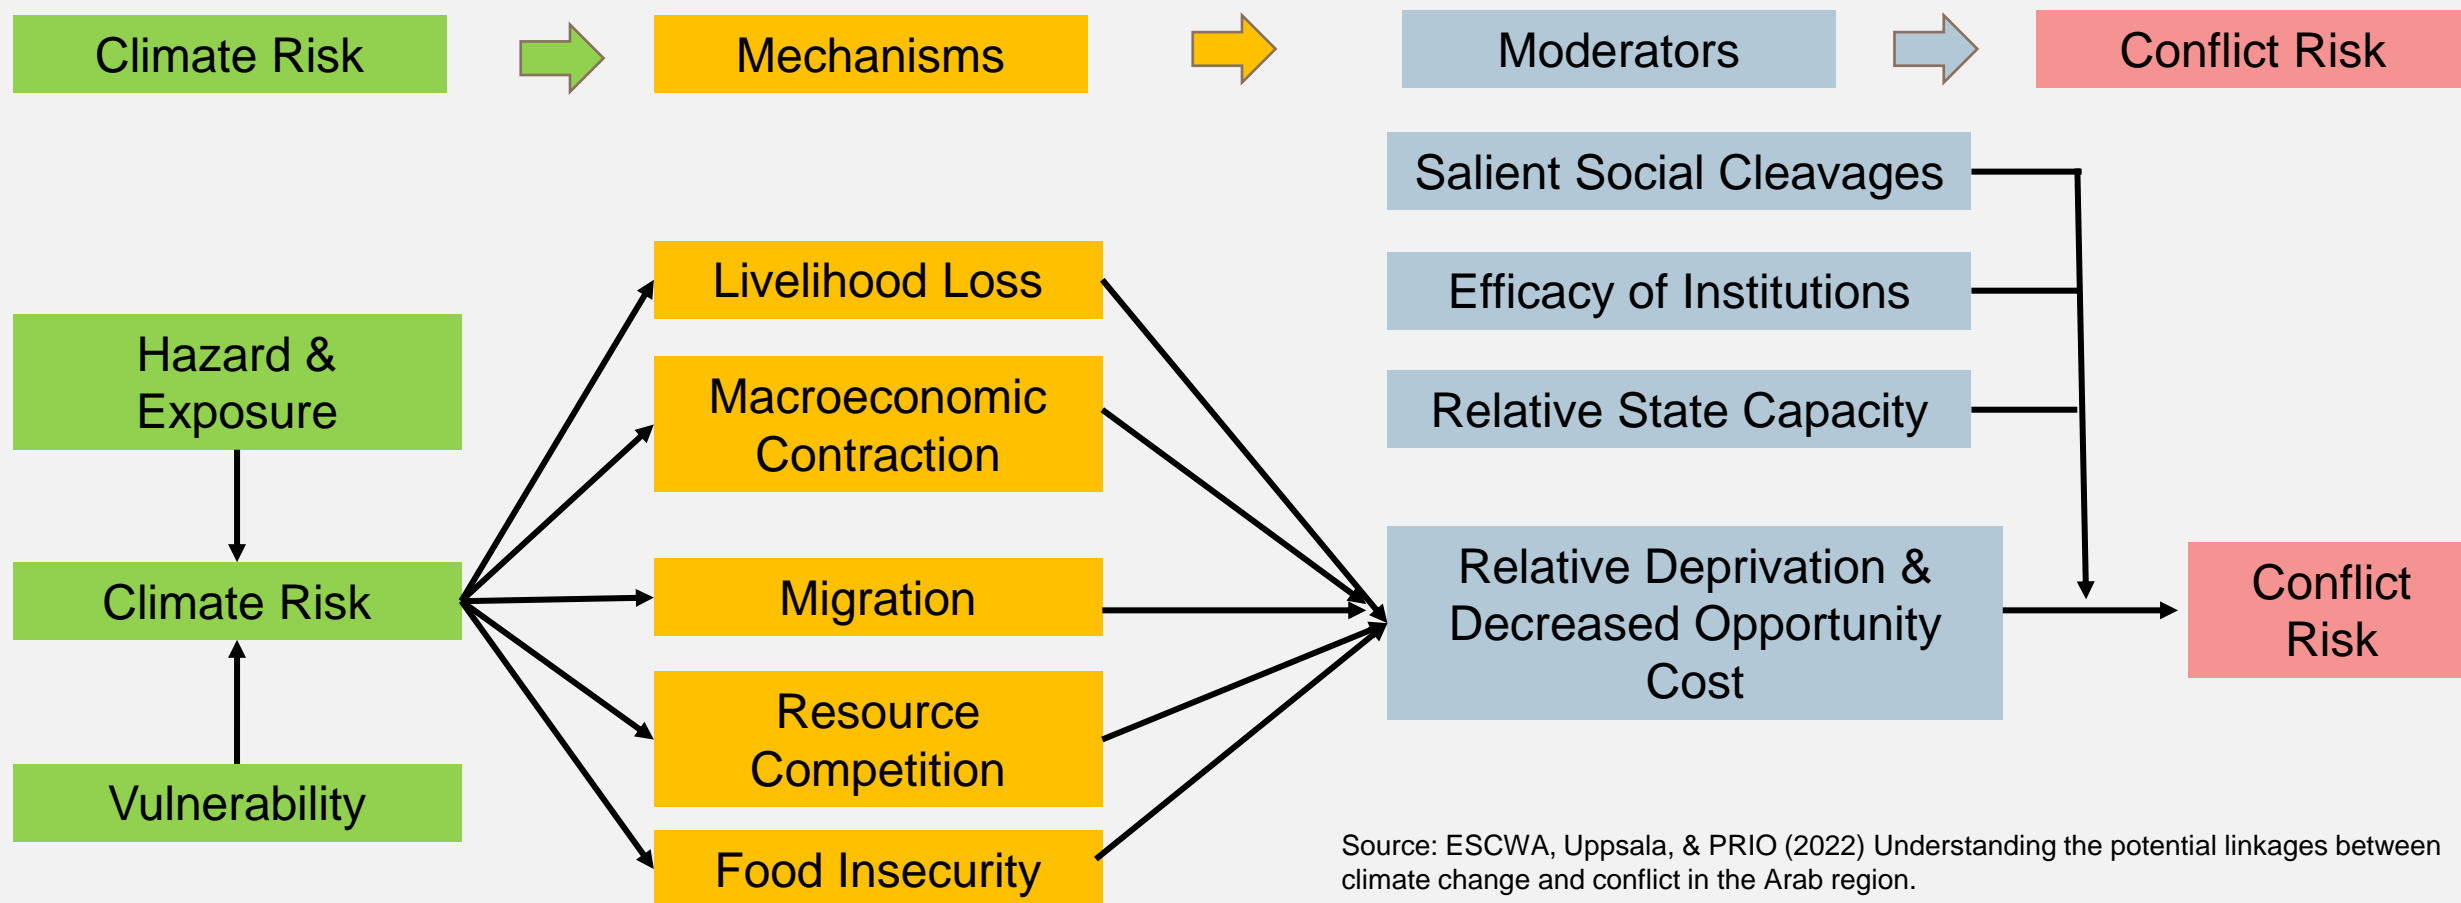 Climate Risk
Mechanisms
Moderators
Conflict Risk
Hazard &
Exposure
Climate Risk
Vulnerability
Livelihood Loss
Macroeconomic
Contraction
Migration
Resource
Competition
Food Insecurity
Salient Social Cleavages
Efficacy of Institutions
Relative State Capacity
Relative Deprivation &
Decreased Opportunity
Cost
Conflict
Risk
Source: ESCWA, Uppsala, & PRIO (2022) Understanding the potential linkages between
climate change and conflict in the Arab region.